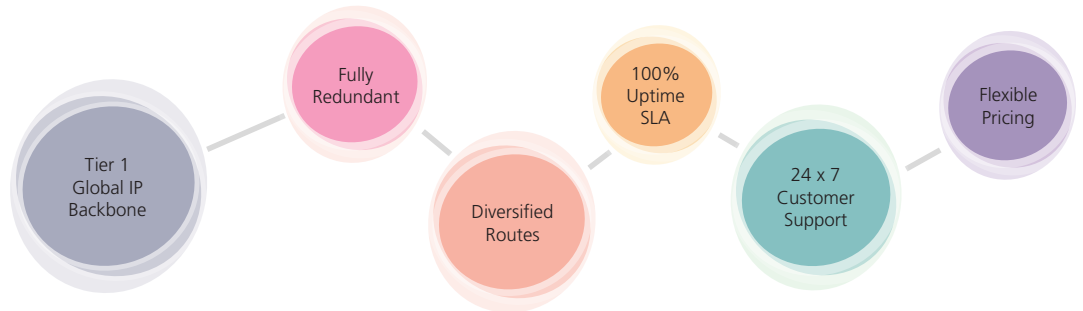 Tier 1
Global IP
Backbone
Fully
Redundant
Diversified
Routes
100%
Uptime
SLA
24 x 7
Customer
Support
Flexible
Pricing